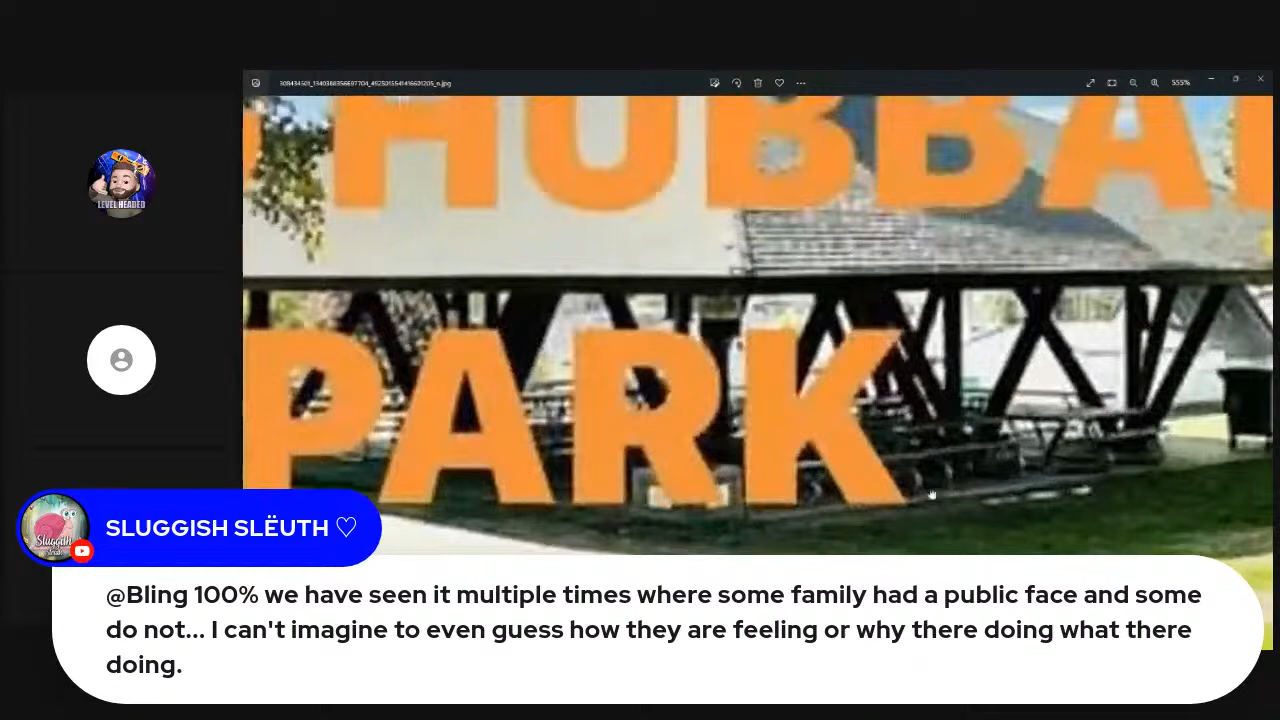 555%
HUBBA
PARK
LEVEL HEADED
SLUGGISH SLËUTH ♡
@Bling 100% we have seen it multiple times where some family had a public face and some
do not... I can't imagine to even guess how they are feeling or why there doing what there
doing.